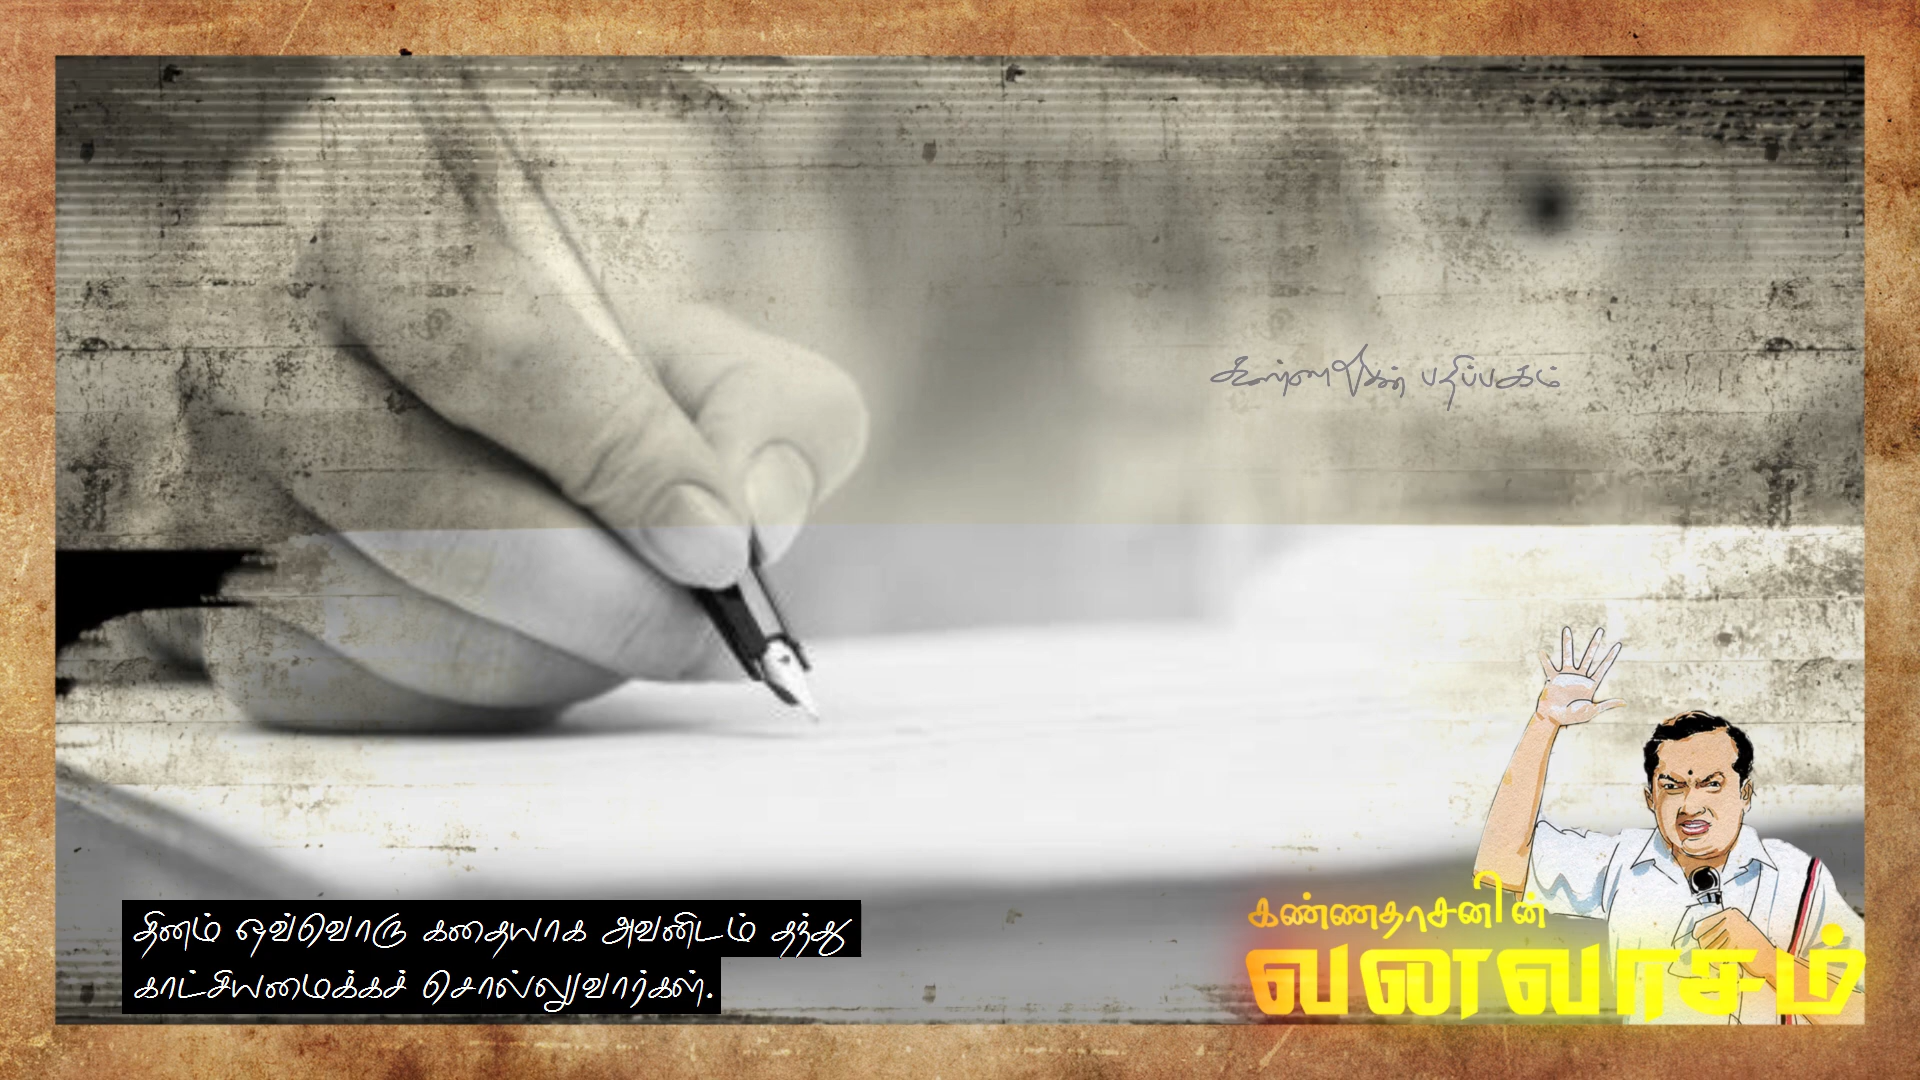 கண்ணதாசன் பதிப்பகம்
தினம் ஒவ்வொரு கதையாக அவனிடம் தந்து
காட்சியமைக்கச் சொல்லுவார்கள்.
கண்ணதாசனின்
வனவாசம்